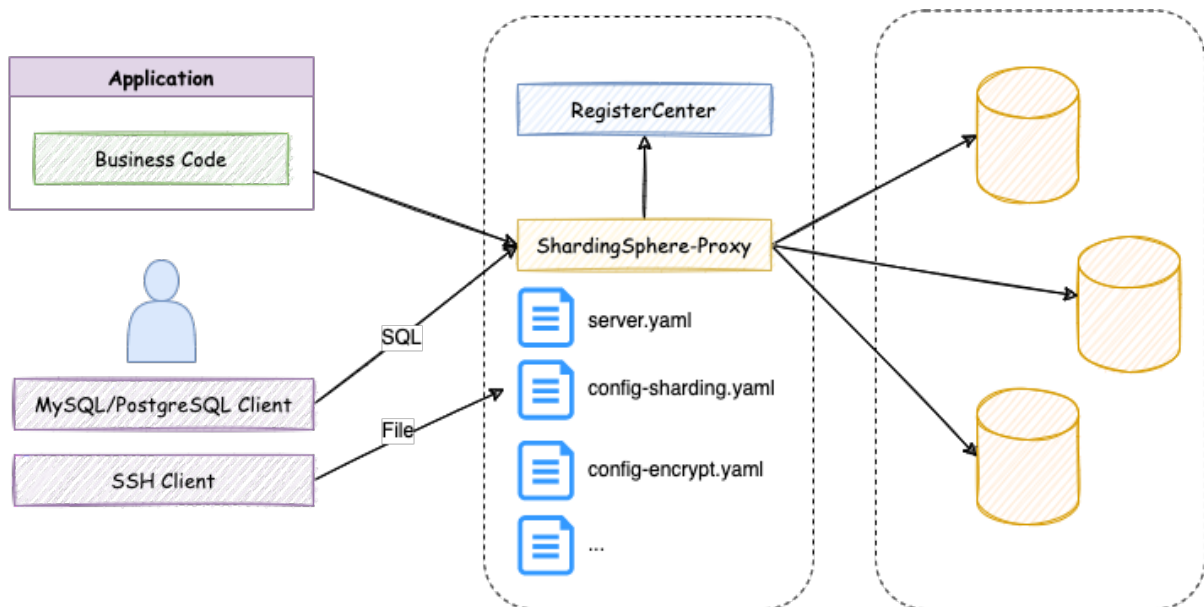 Application
Business Code
MySQL/PostgreSQL Client
SSH Client
SQL
File
RegisterCenter
ShardingSphere-Proxy
server.yaml
config-sharding.yaml
config-encrypt.yaml
...